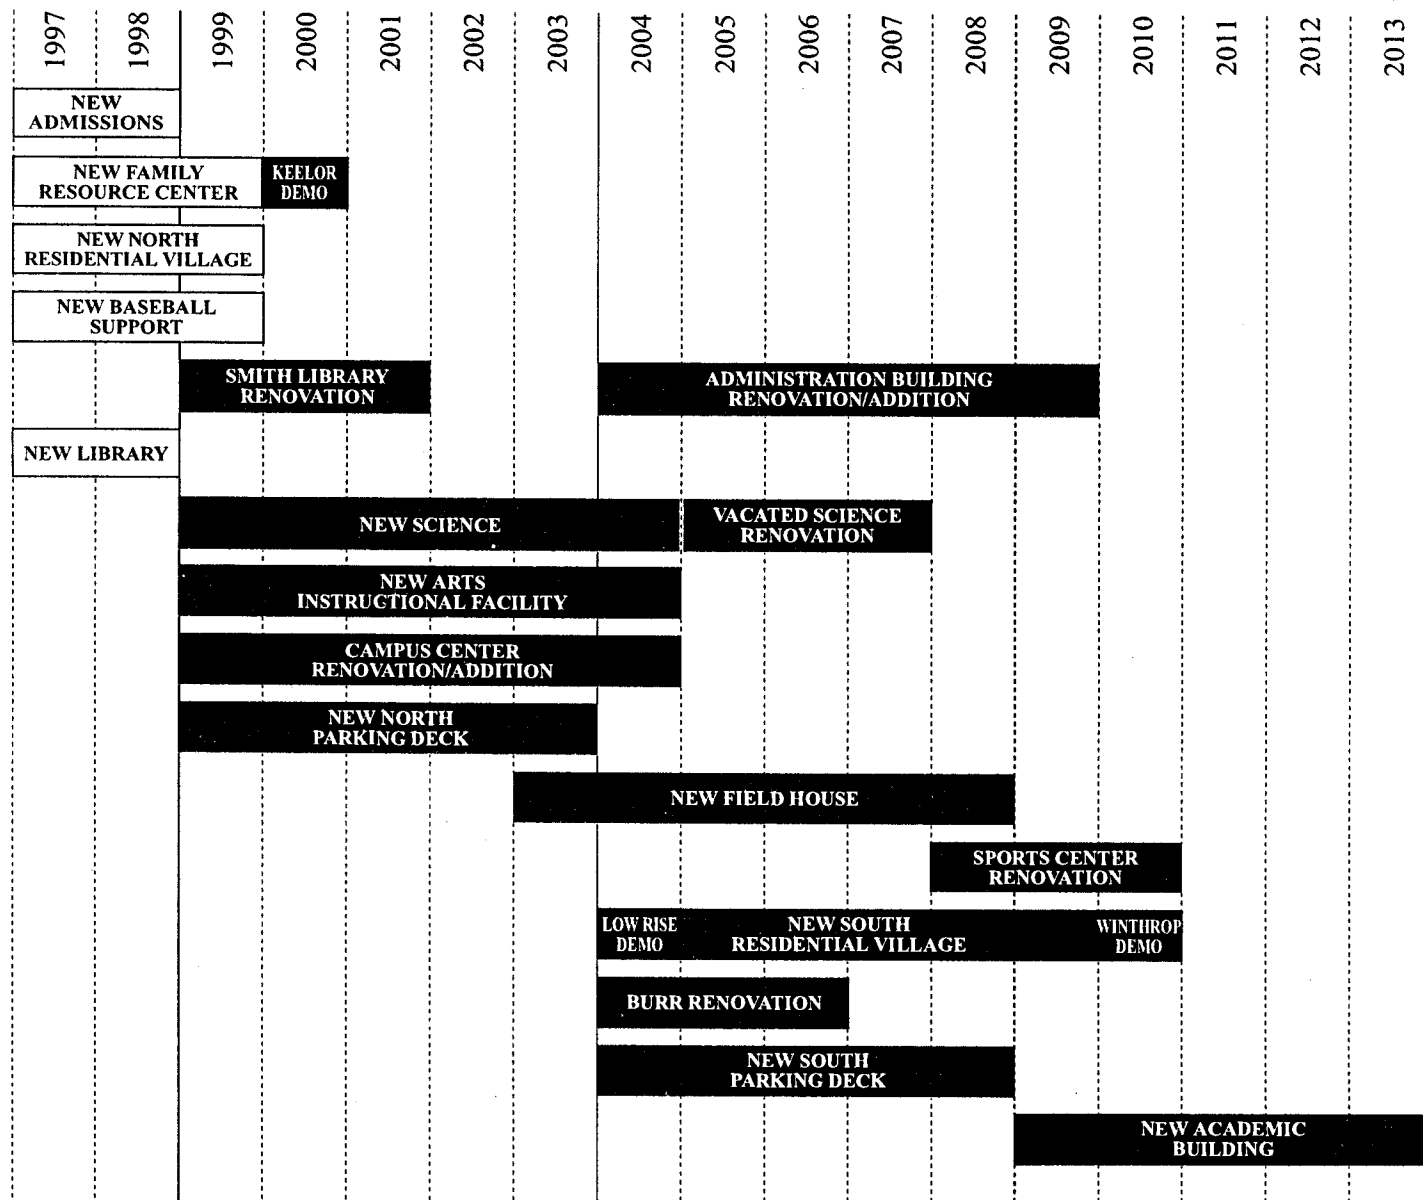 1997 1998 1999 2000 2001 2002 2003 2004 2005 2006 2007 2008 2009 2010 2011 2012 2013
NEW
ADMISSIONS
NEW FAMILY
RESOURCE CENTER
KEELOR
DEMO
NEW NORTH
RESIDENTIAL VILLAGE
NEW BASEBALL
SUPPORT
SMITH LIBRARY
RENOVATION
ADMINISTRATION BUILDING
RENOVATION/ADDITION
NEW LIBRARY
NEW SCIENCE
VACATED SCIENCE
RENOVATION
NEW ARTS
INSTRUCTIONAL FACILITY
CAMPUS CENTER
RENOVATION/ADDITION
NEW NORTH
PARKING DECK
NEW FIELD HOUSE
SPORTS CENTER
RENOVATION
LOW RISE
DEMO
NEW SOUTH
RESIDENTIAL VILLAGE
WINTHROP
DEMO
BURR RENOVATION
NEW SOUTH
PARKING DECK
NEW ACADEMIC
BUILDING